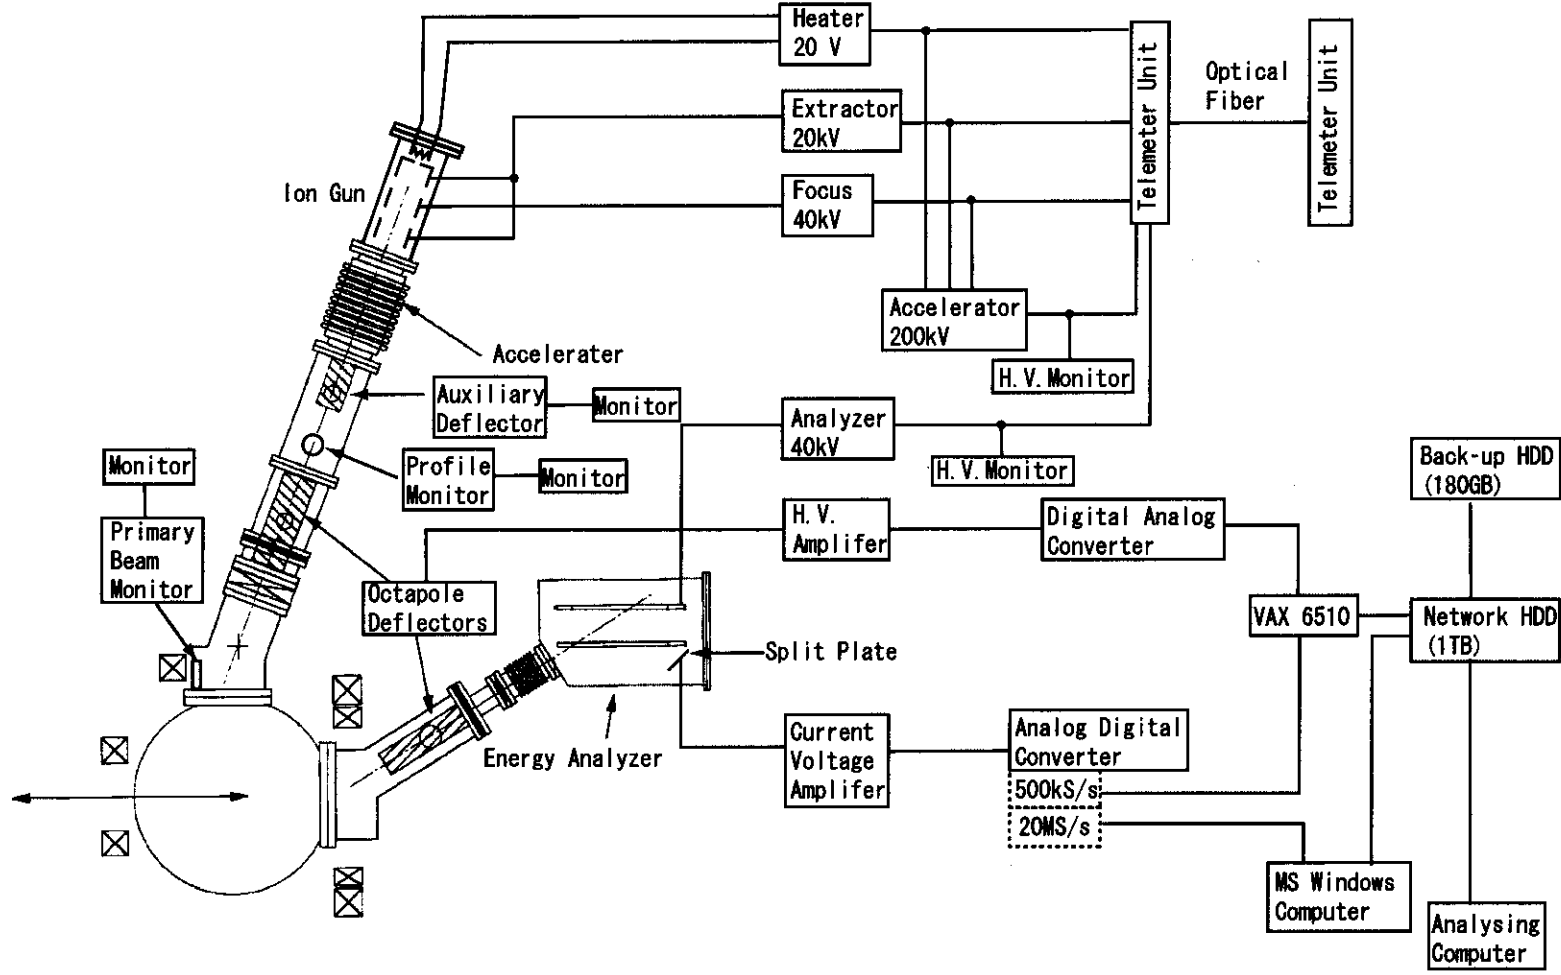 Heater
20 V
Extractor
20kV
Focus
40kV
Telemeter Unit
Optical
Fiber
Telemeter Unit
Ion Gun
Accelerator
200kV
H.V.Monitor
Accelerater
Auxiliary
Deflector
Monitor
Analyzer
40kV
H.V.Monitor
Monitor
Profile
Monitor
Monitor
Primary
Beam
Monitor
H.V.
Amplifer
Digital Analog
Converter
Back-up HDD
(180GB)
Octapole
Deflectors
VAX 6510
Network HDD
(1TB)
Split Plate
Energy Analyzer
Current
Voltage
Amplifer
Analog Digital
Converter
500kS/s
20MS/s
MS Windows
Computer
Analysing
Computer